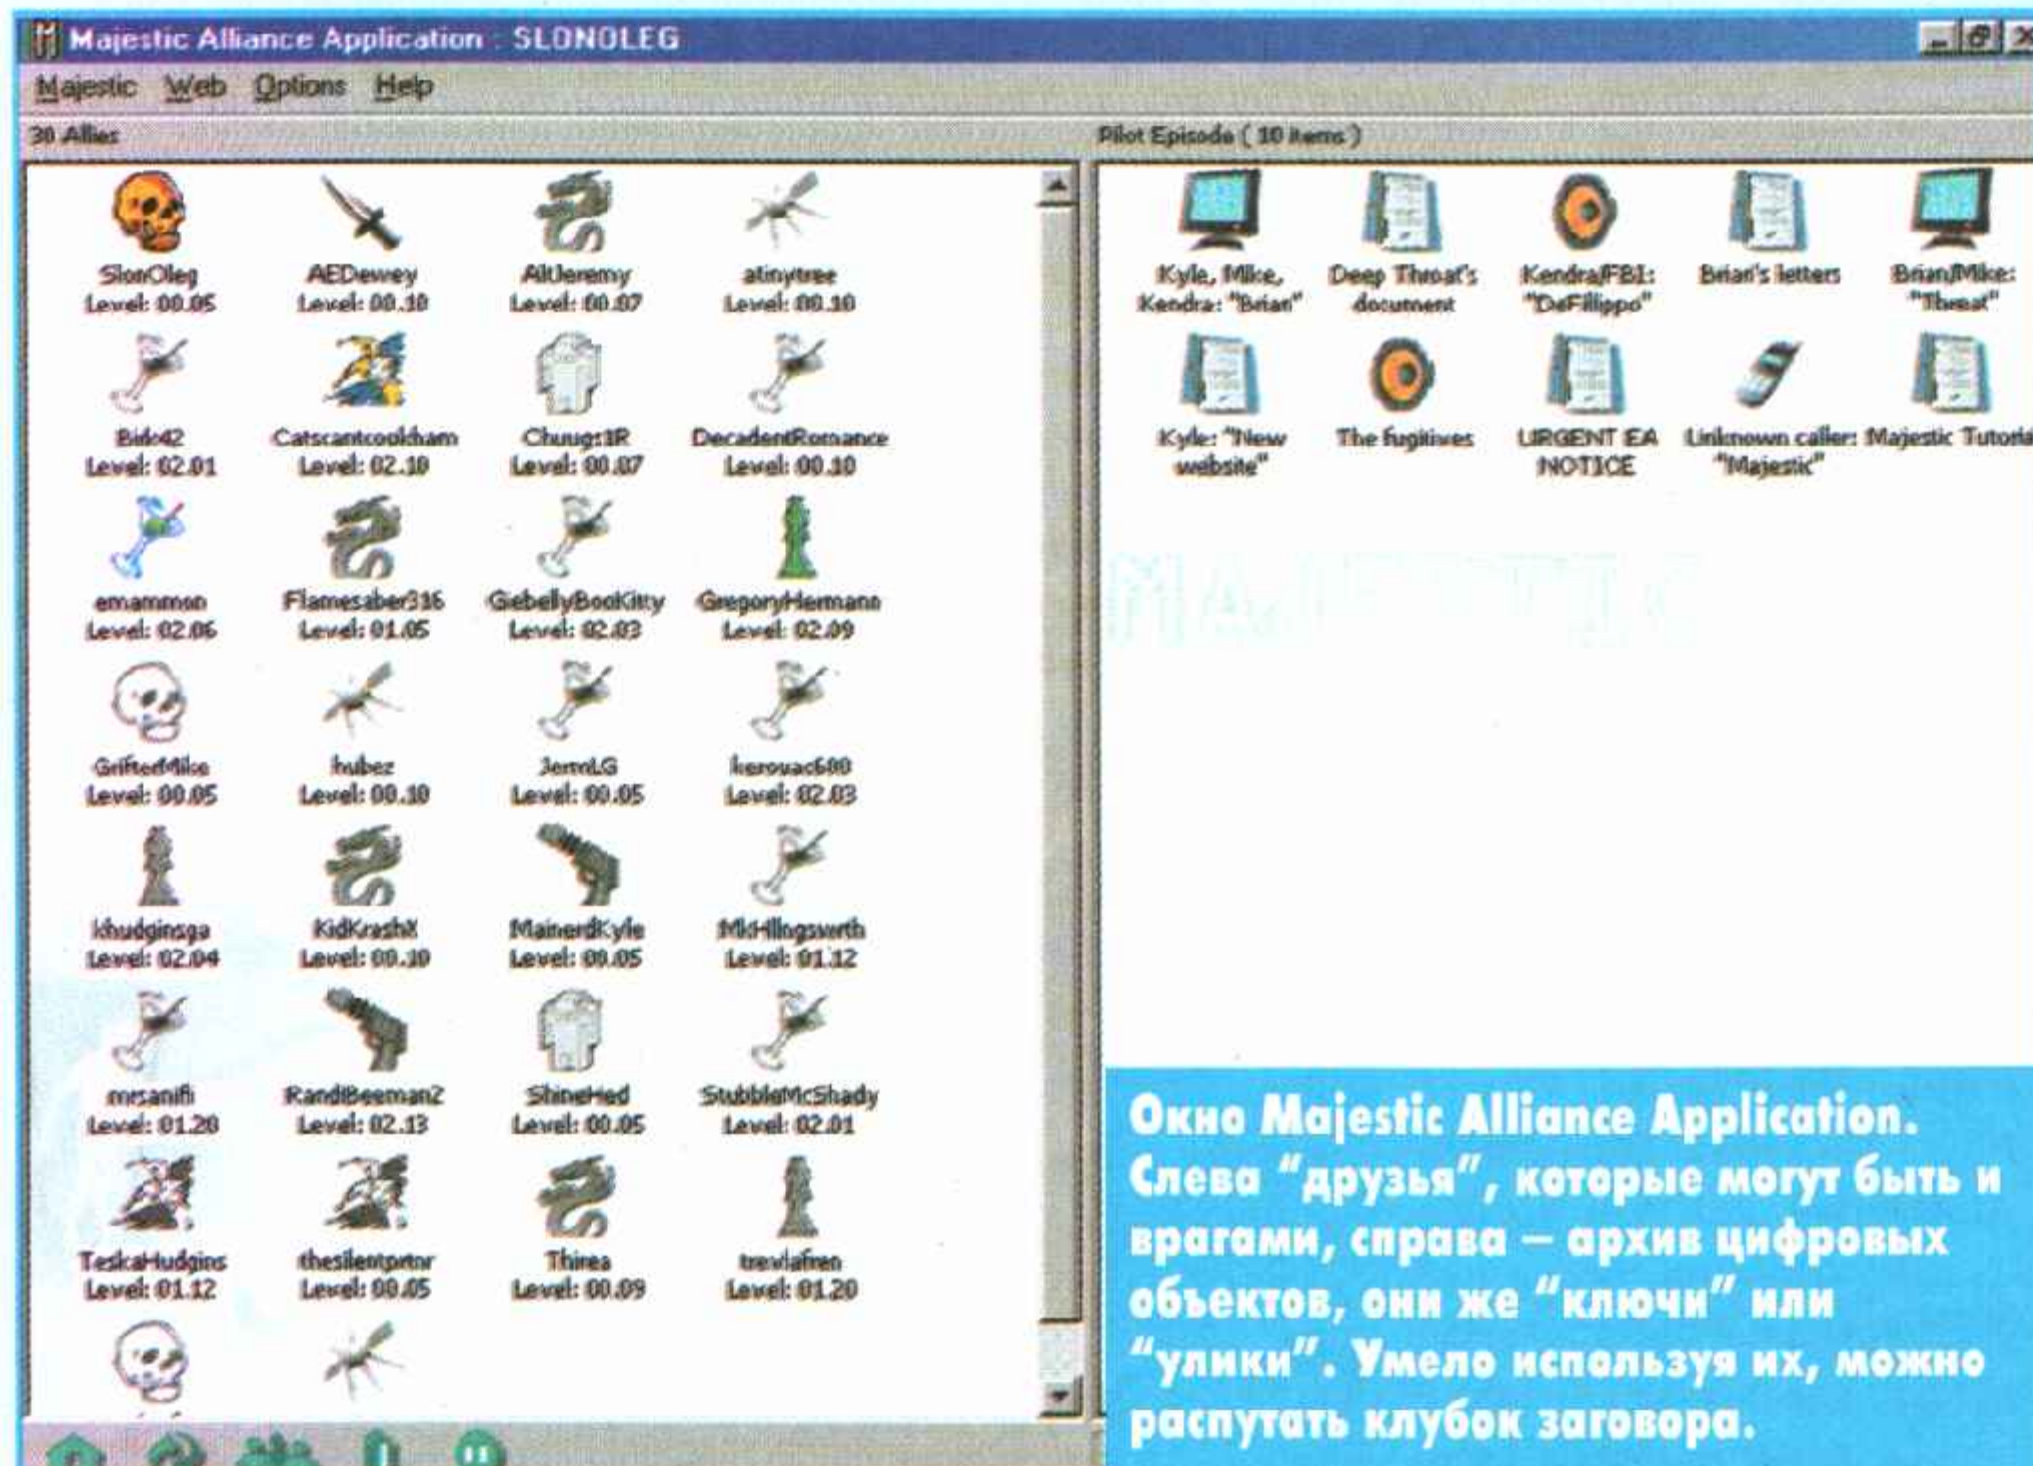 Majestic Alliance Application : SLONOLEG
Majestic Web Options Help
30 Allies
Pilot Episode ( 10 items )
SlonOleg AEDewey AltJeremy atinytree
Level: 00.05 Level: 00.10 Level: 00.07 Level: 00.10
Catscantcookham Chuugs1R DecadentRomance
Level: 02.01 Level: 02.10 Level: 00.07 Level: 00.10
emammon Flamesaber316 GiebellyBooKitty GregoryHermann
Level: 02.06 Level: 01.05 Level: 02.03 Level: 02.09
GrifterMike hubez JermLG kerouac600
Level: 00.05 Level: 00.10 Level: 00.05 Level: 02.03
khudginsga KidKrashX MainerdKyle MkHllngswrth
Level: 02.04 Level: 00.10 Level: 00.05 Level: 01.12
mrsanifi RandBeeman2 ShineHed StubbleMcShady
Level: 01.20 Level: 02.13 Level: 00.05 Level: 02.01
TeskaHudgins thesilentprtnr Thirea trevlafren
Level: 01.12 Level: 00.05 Level: 00.09 Level: 01.20
Kyle, Mike, Deep Throat's Kendra/FBI: Brian's letters Brian/Mike:
Kendra: "Brian" document "DeFillippo" "Threat"
Kyle: "New The fugitives URGENT EA Unknown caller: Majestic Tutorial
website" NOTICE "Majestic"
MAJESTIC
Окно Majestic Alliance Application.
Слева "друзья", которые могут быть и
врагами, справа — архив цифровых
объектов, они же "ключи" или
"улики". Умело используя их, можно
распутать клубок заговора.